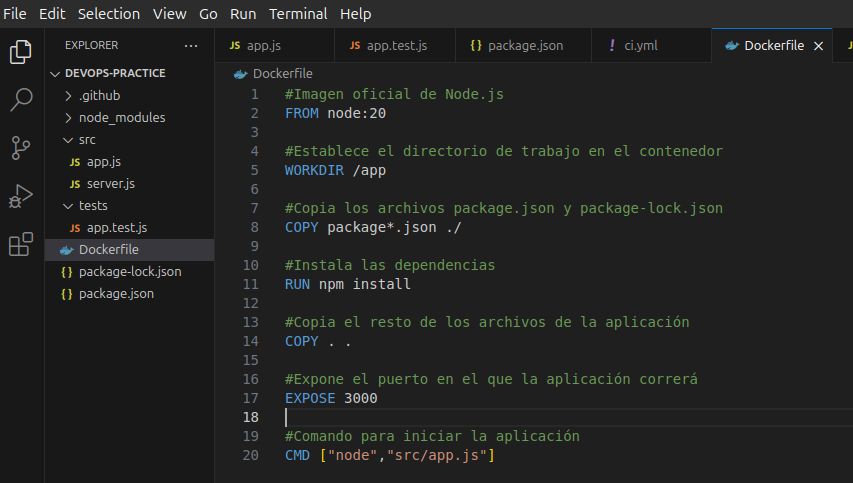 File Edit Selection View Go Run Terminal Help
EXPLORER ...
JS app.js
JS app.test.js
{} package.json
! ci.yml
Dockerfile ×
JS
DEVOPS-PRACTICE
.github
node_modules
src
JS app.js
JS server.js
tests
JS app.test.js
Dockerfile
{} package-lock.json
{} package.json
Dockerfile
1 #Imagen oficial de Node.js
2 FROM node:20
3
4 #Establece el directorio de trabajo en el contenedor
5 WORKDIR /app
6
7 #Copia los archivos package.json y package-lock.json
8 COPY package*.json ./
9
10 #Instala las dependencias
11 RUN npm install
12
13 #Copia el resto de los archivos de la aplicación
14 COPY . .
15
16 #Expone el puerto en el que la aplicación correrá
17 EXPOSE 3000
18
19 #Comando para iniciar la aplicación
20 CMD ["node","src/app.js"]